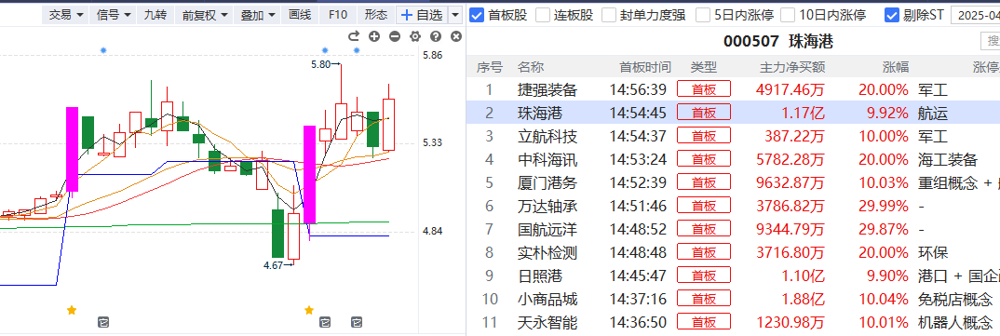 交易 信号 九转 前复权 叠加 画线 F10 形态 自选
首板股 连板股 封单力度强 5日内涨停 10日内涨停 剔除ST 2025-04
000507 珠海港
搜
5.86
5.80
5.33
4.84
4.67
序号 名称 首板时间 类型 主力净买额 涨幅 涨停
1 捷强装备 14:56:39 首板 4917.46万 20.00% 军工
2 珠海港 14:54:45 首板 1.17亿 9.92% 航运
3 立航科技 14:54:37 首板 387.22万 10.00% 军工
4 中科海讯 14:53:24 首板 5782.28万 20.00% 海工装备
5 厦门港务 14:52:39 首板 9632.87万 10.03% 重组概念 +
6 万达轴承 14:51:46 首板 3786.82万 29.99% -
7 国航远洋 14:48:52 首板 9344.79万 29.87% -
8 实朴检测 14:48:48 首板 3716.80万 20.00% 环保
9 日照港 14:45:47 首板 1.10亿 9.90% 港口 + 国企
10 小商品城 14:37:16 首板 1.88亿 10.04% 免税店概念
11 天永智能 14:36:50 首板 1230.98万 10.01% 机器人概念